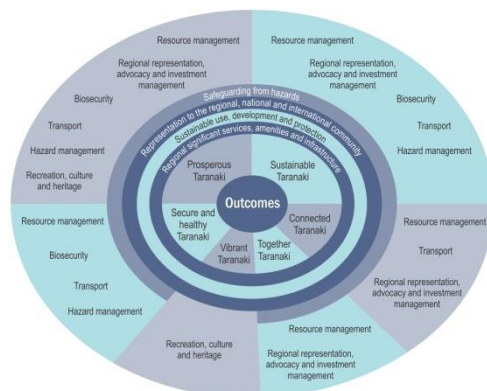 Resource management
Regional representation,
advocacy and investment
management
Biosecurity
Transport
Hazard management
Recreation, culture
and heritage
Resource management
Regional representation,
advocacy and investment
management
Biosecurity
Transport
Hazard management
Safeguarding from hazards
Representation to the regional, national and international community
Sustainable use, development and protection
Regional significant services, amenities and infrastructure
Prosperous
Taranaki
Sustainable
Taranaki
Outcomes
Secure and
healthy
Taranaki
Vibrant
Taranaki
Together
Taranaki
Connected
Taranaki
Resource management
Biosecurity
Transport
Hazard management
Resource management
Transport
Regional representation,
advocacy and investment
management
Recreation, culture
and heritage
Resource management
Regional representation,
advocacy and investment
management